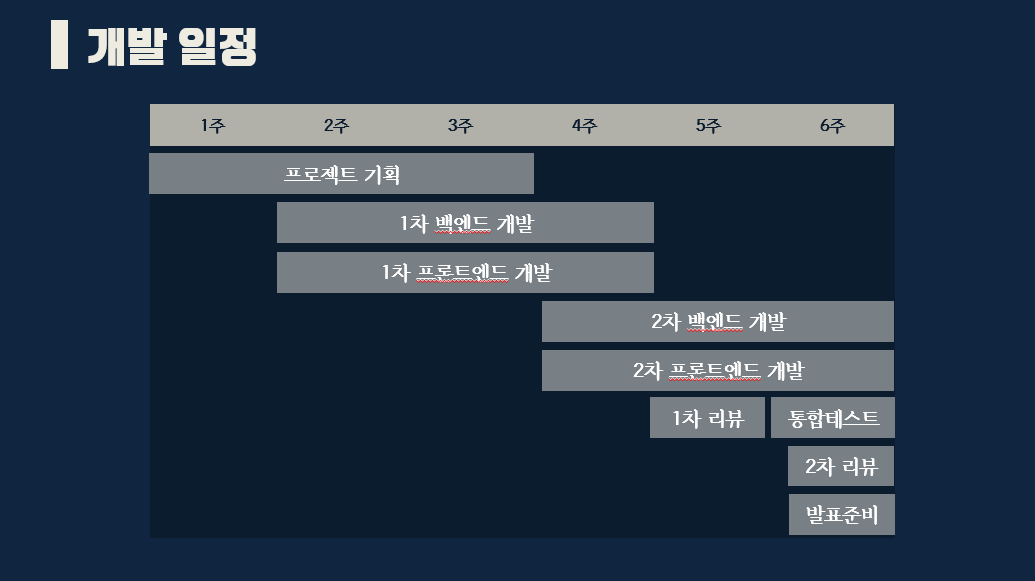 개발 일정
1주 2주 3주 4주 5주 6주
프로젝트 기획
1차 백엔드 개발
1차 프론트엔드 개발
2차 백엔드 개발
2차 프론트엔드 개발
1차 리뷰 통합테스트
2차 리뷰
발표준비